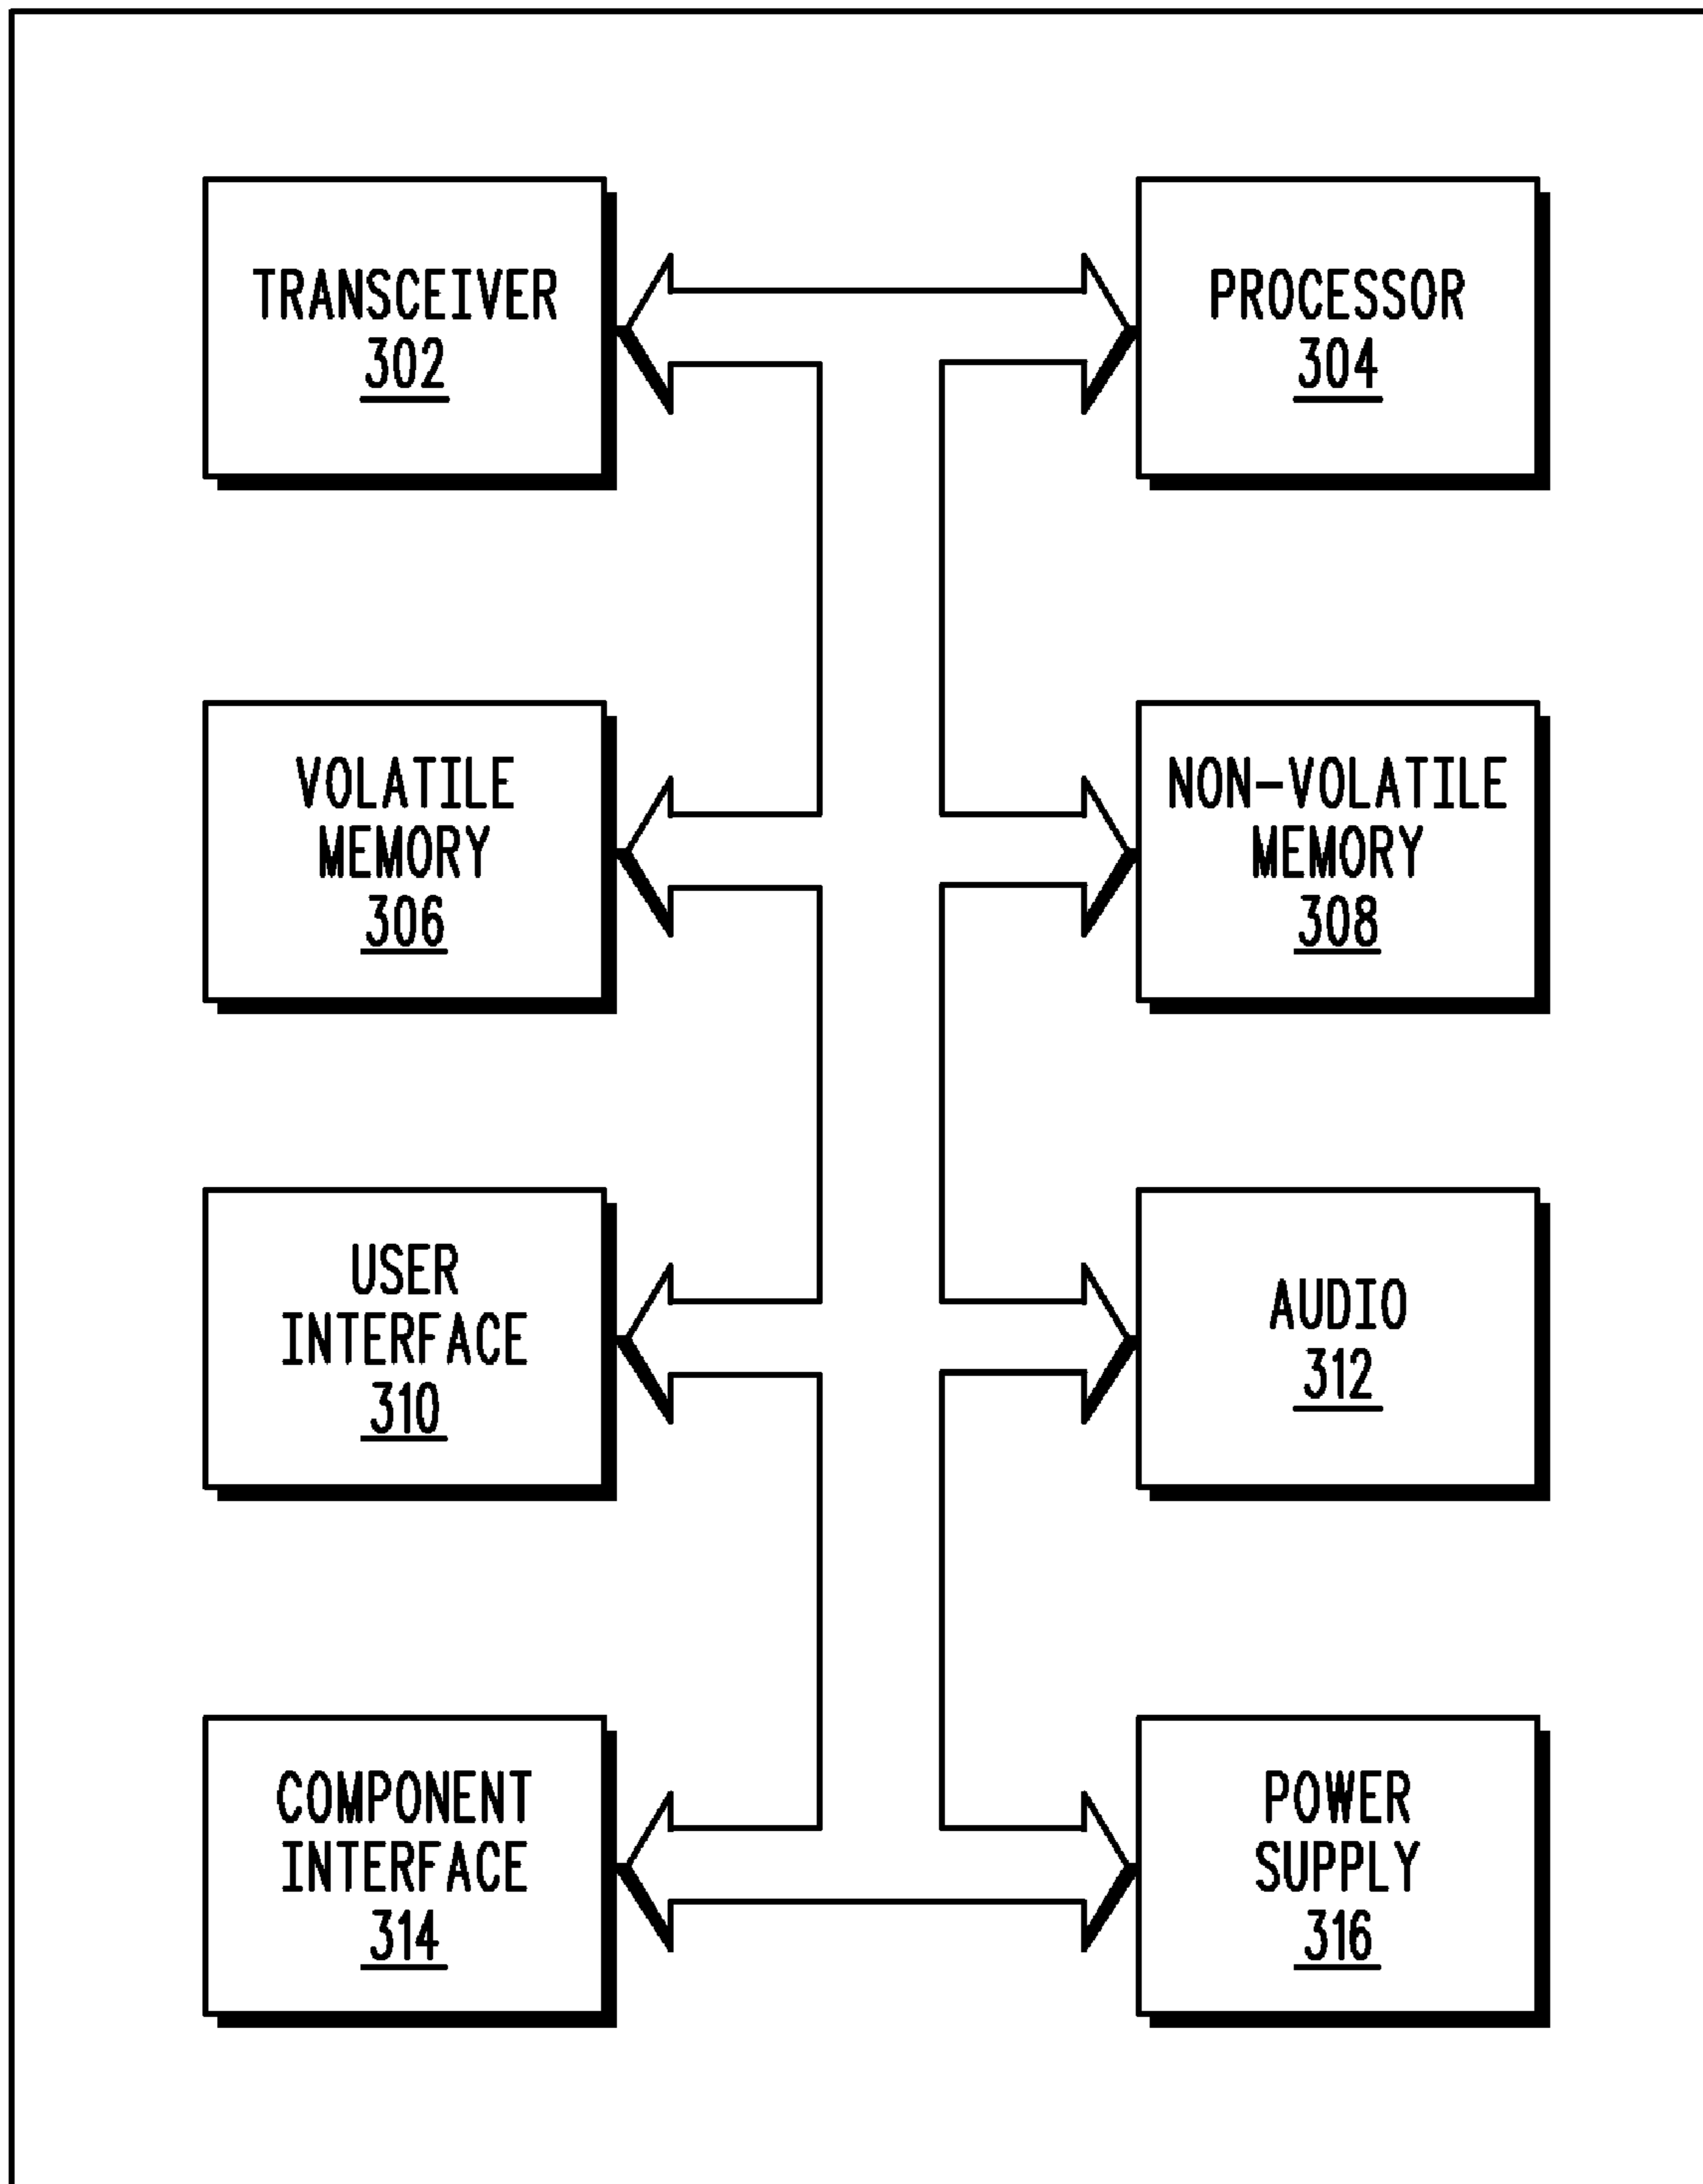 TRANSCEIVER
302
PROCESSOR
304
VOLATILE
MEMORY
306
NON-VOLATILE
MEMORY
308
USER
INTERFACE
310
AUDIO
312
COMPONENT
INTERFACE
314
POWER
SUPPLY
316